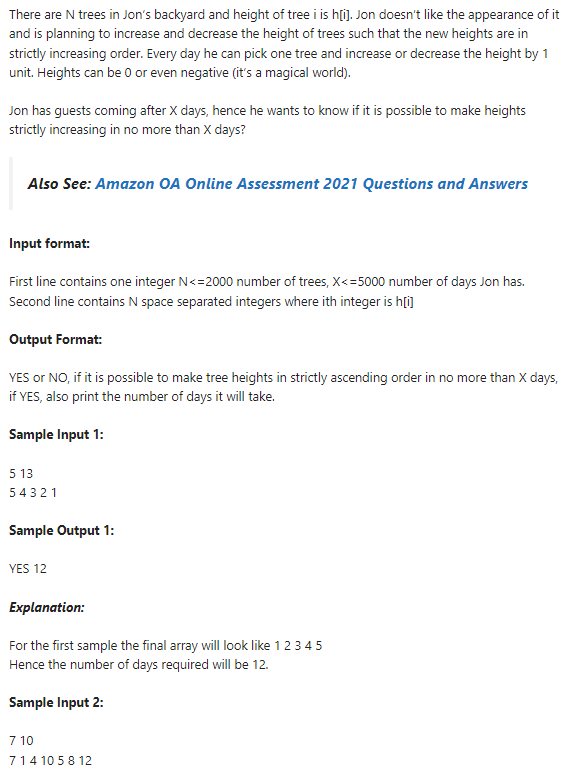 There are N trees in Jon's backyard and height of tree i is h[i]. Jon doesn't like the appearance of it
and is planning to increase and decrease the height of trees such that the new heights are in
strictly increasing order. Every day he can pick one tree and increase or decrease the height by 1
unit. Heights can be 0 or even negative (it's a magical world).
Jon has guests coming after X days, hence he wants to know if it is possible to make heights
strictly increasing in no more than X days?
Also See: Amazon OA Online Assessment 2021 Questions and Answers
Input format:
First line contains one integer N<=2000 number of trees, X<=5000 number of days Jon has.
Second line contains N space separated integers where ith integer is h[i]
Output Format:
YES or NO, if it is possible to make tree heights in strictly ascending order in no more than X days,
if YES, also print the number of days it will take.
Sample Input 1:
5 13
5 4 3 2 1
Sample Output 1:
YES 12
Explanation:
For the first sample the final array will look like 1 2 3 4 5
Hence the number of days required will be 12.
Sample Input 2:
7 10
7 1 4 10 5 8 12